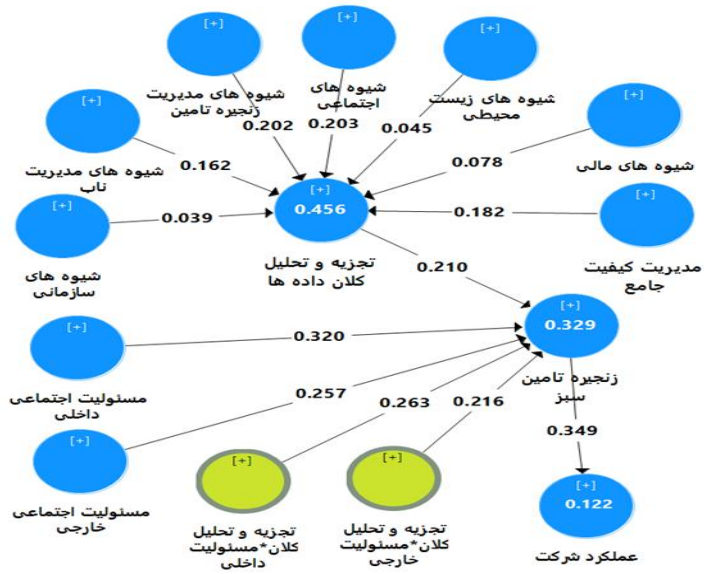 [+]
شیوه های مدیریت
زنجیره تامین
[+]
شیوه های
اجتماعی
[+]
شیوه های زیست
محیطی
[+]
شیوه های مدیریت
ناب
[+]
شیوه های مالی
0.202
0.203
0.045
0.162
0.078
[+]
شیوه های
سازمانی
0.039
[+]
0.456
تجزیه و تحلیل
کلان داده ها
0.182
[+]
مدیریت کیفیت
جامع
0.210
[+]
مسئولیت اجتماعی
داخلی
0.320
[+]
0.329
زنجیره تامین
سبز
0.257
0.263
0.216
0.349
[+]
مسئولیت اجتماعی
خارجی
[+]
تجزیه و تحلیل
کلان*مسئولیت
داخلی
[+]
تجزیه و تحلیل
کلان*مسئولیت
خارجی
[+]
0.122
عملکرد شرکت